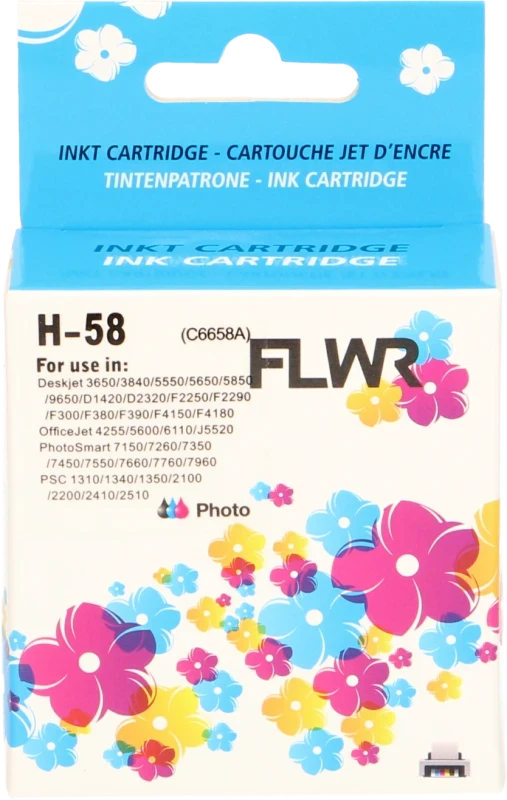 INKT CARTRIDGE - CARTOUCHE JET D'ENCRE
TINTENPATRONE - INK CARTRIDGE
INKT CARTRIDGE
INK CARTRIDGE
H-58 (C6658A)
FLWR
For use in:
Deskjet 3650/3840/5550/5650/5850
/9650/D1420/D2320/F2250/F2290
/F300/F380/F390/F4150/F4180
OfficeJet 4255/5600/6110/J5520
PhotoSmart 7150/7260/7350
/7450/7550/7660/7760/7960
PSC 1310/1340/1350/2100
/2200/2410/2510
Photo